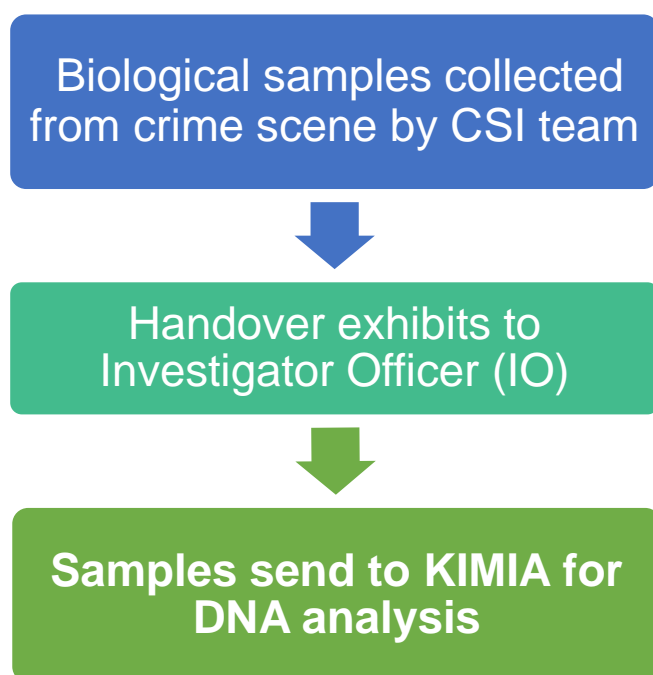 Biological samples collected
from crime scene by CSI team
Handover exhibits to
Investigator Officer (IO)
Samples send to KIMIA for
DNA analysis